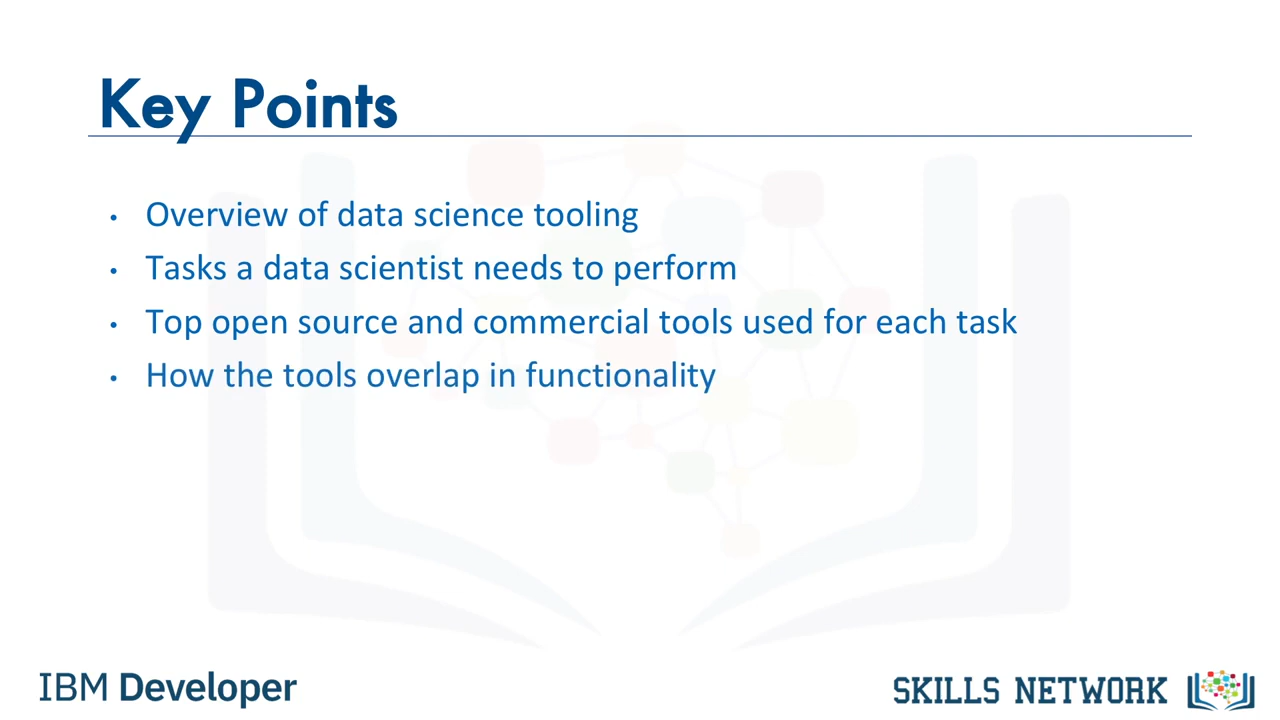 Key Points
• Overview of data science tooling
• Tasks a data scientist needs to perform
• Top open source and commercial tools used for each task
• How the tools overlap in functionality
IBM Developer
SKILLS NETWORK